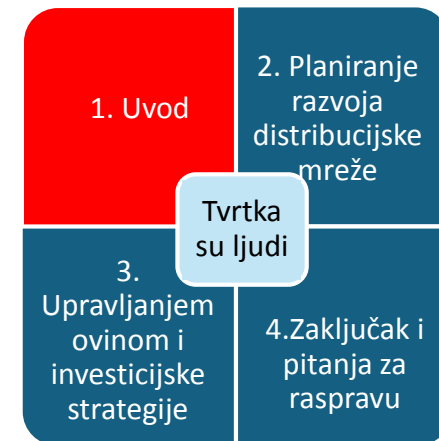 1. Uvod
2. Planiranje
razvoja
distribucijske
mreže
Tvrtka
su ljudi
3.
Upravljanjem
ovinom i
investicijske
strategije
4.Zaključak i
pitanja za
raspravu